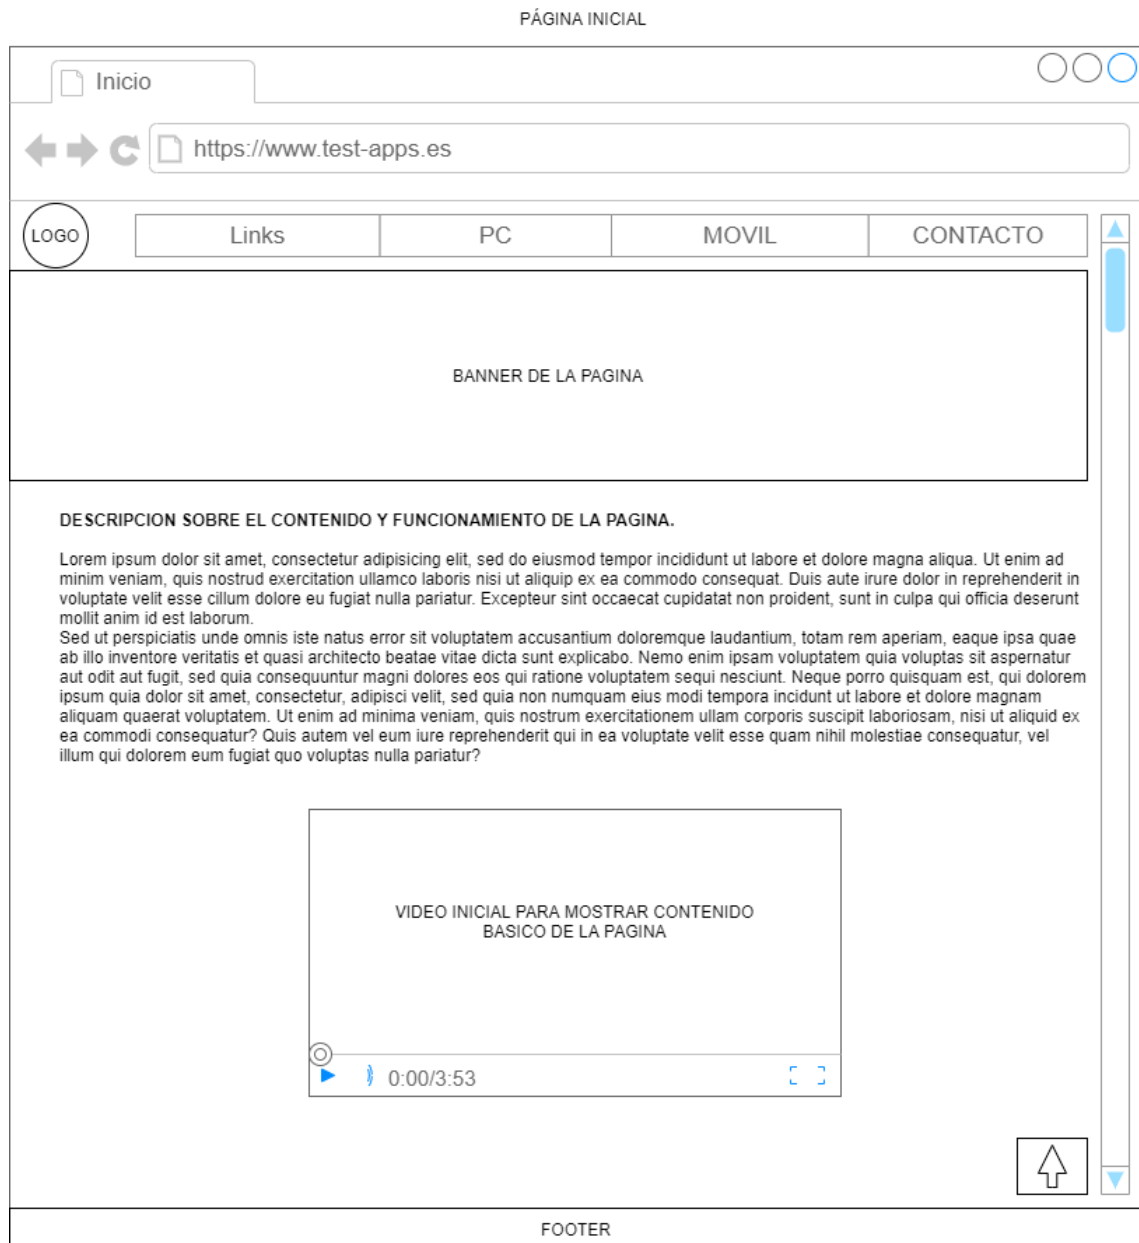 PÁGINA INICIAL
Inicio
https://www.test-apps.es
LOGO
Links
PC
MOVIL
CONTACTO
BANNER DE LA PAGINA
DESCRIPCION SOBRE EL CONTENIDO Y FUNCIONAMIENTO DE LA PAGINA.
Lorem ipsum dolor sit amet, consectetur adipisicing elit, sed do eiusmod tempor incididunt ut labore et dolore magna aliqua. Ut enim ad
minim veniam, quis nostrud exercitation ullamco laboris nisi ut aliquip ex ea commodo consequat. Duis aute irure dolor in reprehenderit in
voluptate velit esse cillum dolore eu fugiat nulla pariatur. Excepteur sint occaecat cupidatat non proident, sunt in culpa qui officia deserunt
mollit anim id est laborum.
Sed ut perspiciatis unde omnis iste natus error sit voluptatem accusantium doloremque laudantium, totam rem aperiam, eaque ipsa quae
ab illo inventore veritatis et quasi architecto beatae vitae dicta sunt explicabo. Nemo enim ipsam voluptatem quia voluptas sit aspernatur
aut odit aut fugit, sed quia consequuntur magni dolores eos qui ratione voluptatem sequi nesciunt. Neque porro quisquam est, qui dolorem
ipsum quia dolor sit amet, consectetur, adipisci velit, sed quia non numquam eius modi tempora incidunt ut labore et dolore magnam
aliquam quaerat voluptatem. Ut enim ad minima veniam, quis nostrum exercitationem ullam corporis suscipit laboriosam, nisi ut aliquid ex
ea commodi consequatur? Quis autem vel eum iure reprehenderit qui in ea voluptate velit esse quam nihil molestiae consequatur, vel
illum qui dolorem eum fugiat quo voluptas nulla pariatur?
VIDEO INICIAL PARA MOSTRAR CONTENIDO
BASICO DE LA PAGINA
0:00/3:53
FOOTER